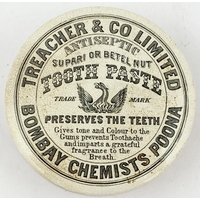 TREACHER & CO LIMITED
ANTISEPTIC
SUPARI OR BETEL NUT
TOOTH PASTE
TRADE MARK
PRESERVES THE TEETH
Gives tone and Colour to the
Gums prevents Toothache
and imparts a grateful
fragrance to the
Breath.
BOMBAY CHEMISTS POONA